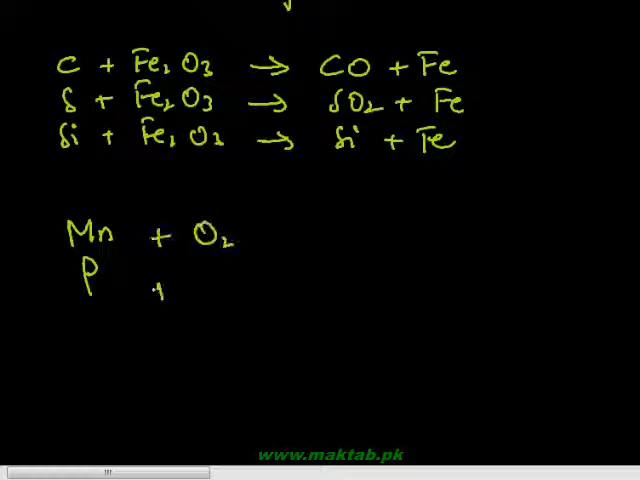 C + Fe₂O₃ → CO + Fe
S + Fe₂O₃ → SO₂ + Fe
Si + Fe₂O₃ → Si + Fe
Mn + O₂
P +
www.maktab.pk